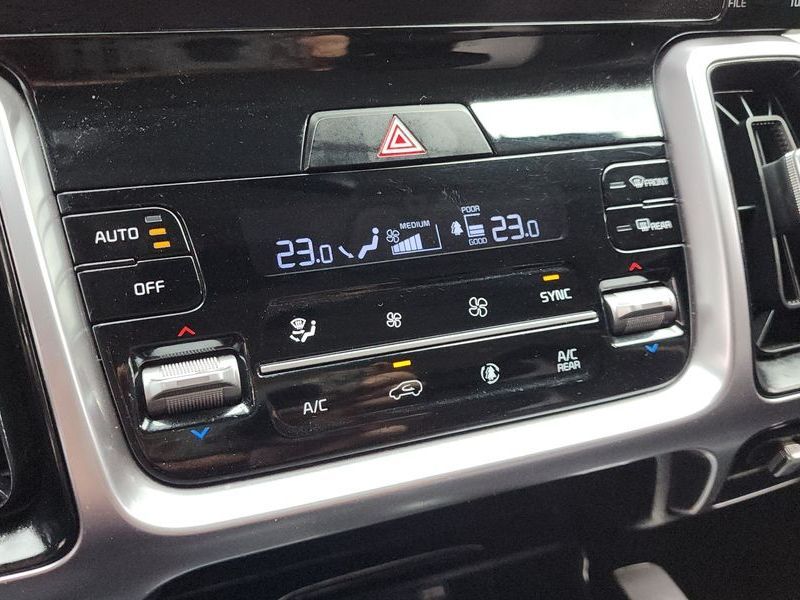 FILE
AUTO
OFF
23.0
MEDIUM
POOR
GOOD
23.0
FRONT
REAR
SYNC
A/C
A/C
REAR